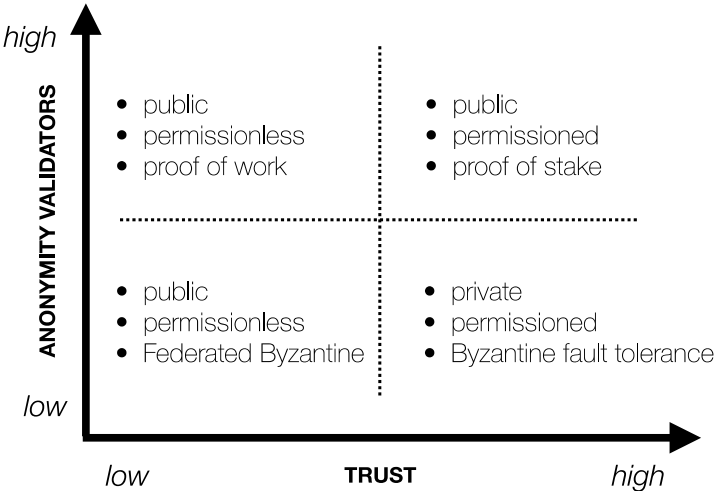 high
ANONYMITY VALIDATORS
low
• public
• permissionless
• proof of work
• public
• permissioned
• proof of stake
• public
• permissionless
• Federated Byzantine
• private
• permissioned
• Byzantine fault tolerance
low
TRUST
high